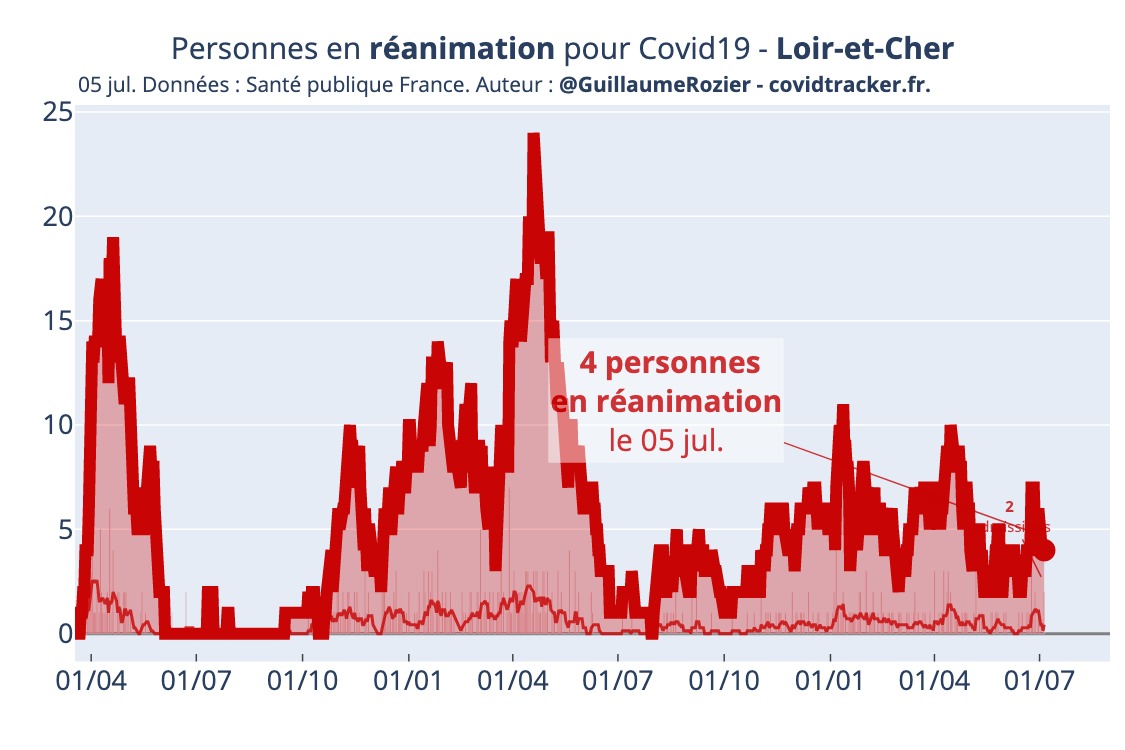 Personnes en réanimation pour Covid19 - Loir-et-Cher
05 jul. Données : Santé publique France. Auteur : @GuillaumeRozier - covidtracker.fr.
25
20
15
10
5
0
4 personnes
en réanimation
le 05 jul.
2
01/04 01/07 01/10 01/01 01/04 01/07 01/10 01/01 01/04 01/07